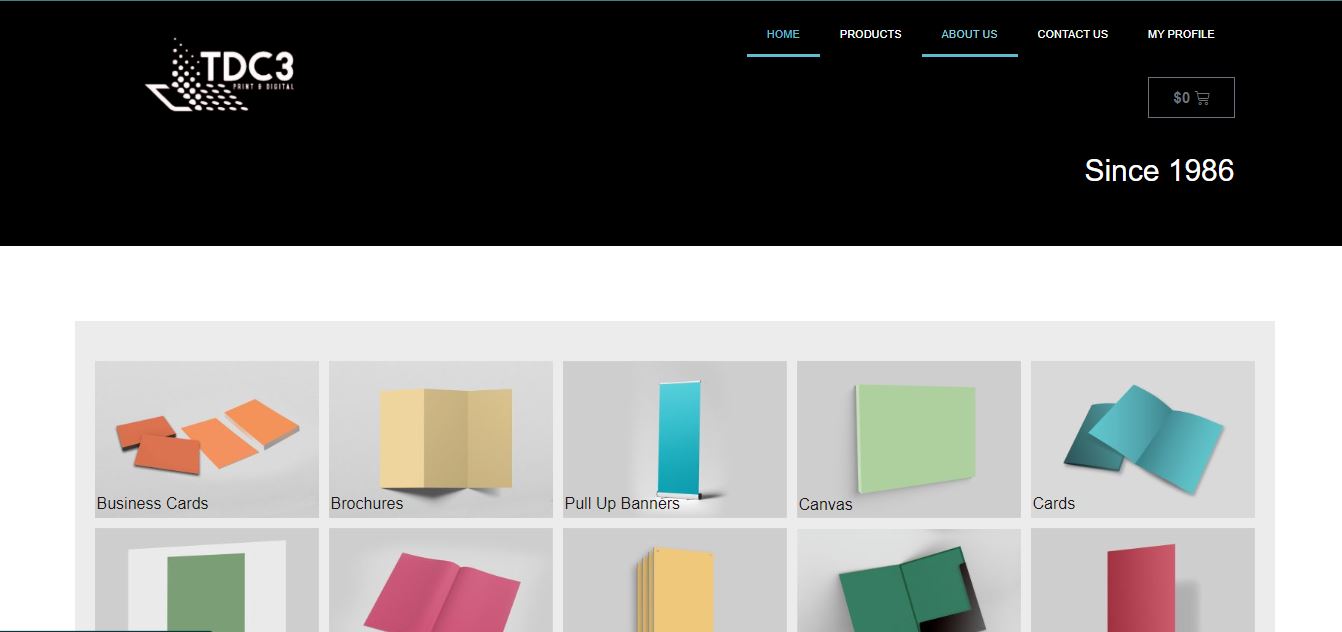 HOME PRODUCTS ABOUT US CONTACT US MY PROFILE
TDC3
PRINT & DIGITAL
$0
Since 1986
Business Cards
Brochures
Pull Up Banners
Canvas
Cards